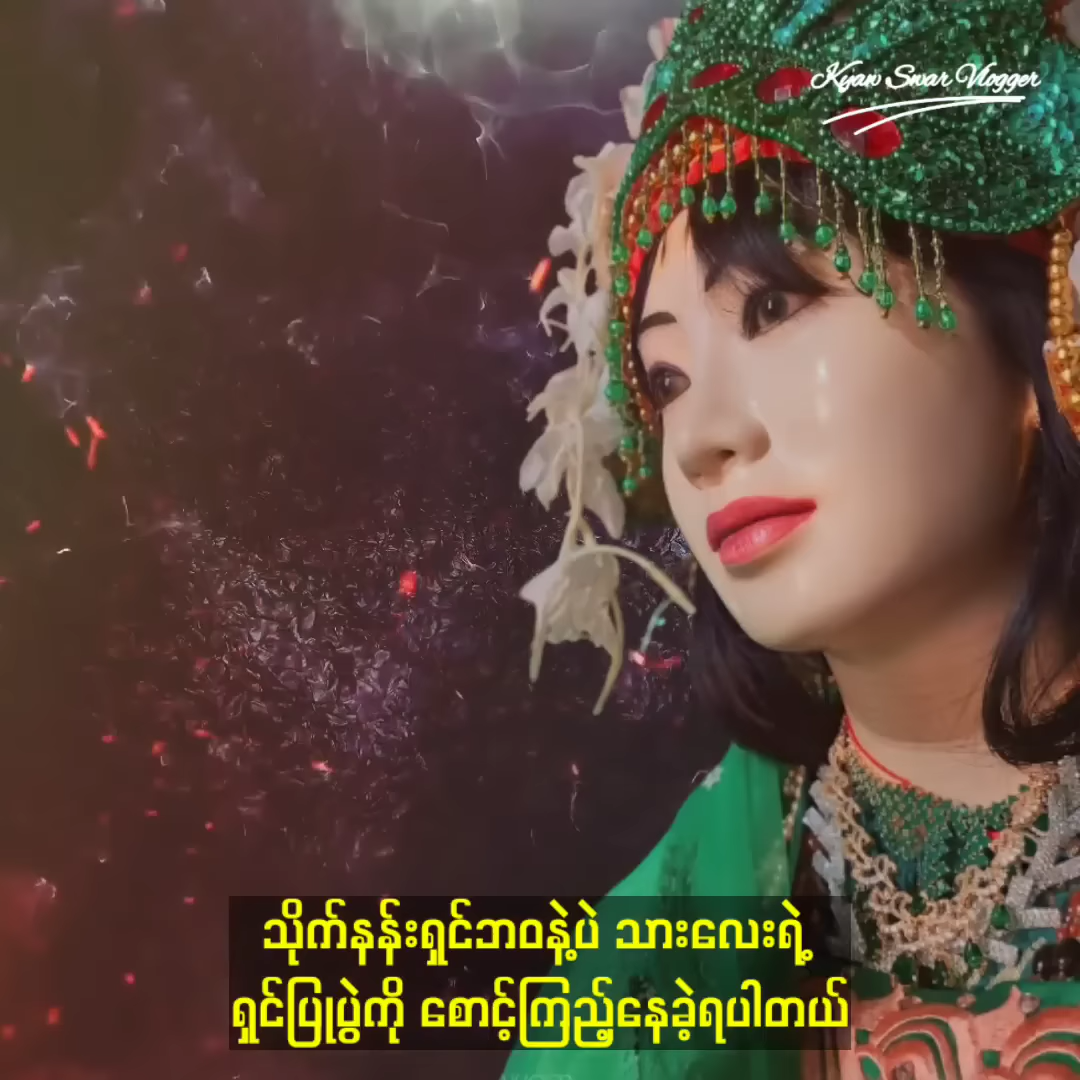 Kyaw Swar Vlogger
သိုက်နန်းရှင်ဘဝနဲ့ပဲ သားလေးရဲ့
ရှင်ပြုပွဲကို စောင့်ကြည့်နေခဲ့ရပါတယ်